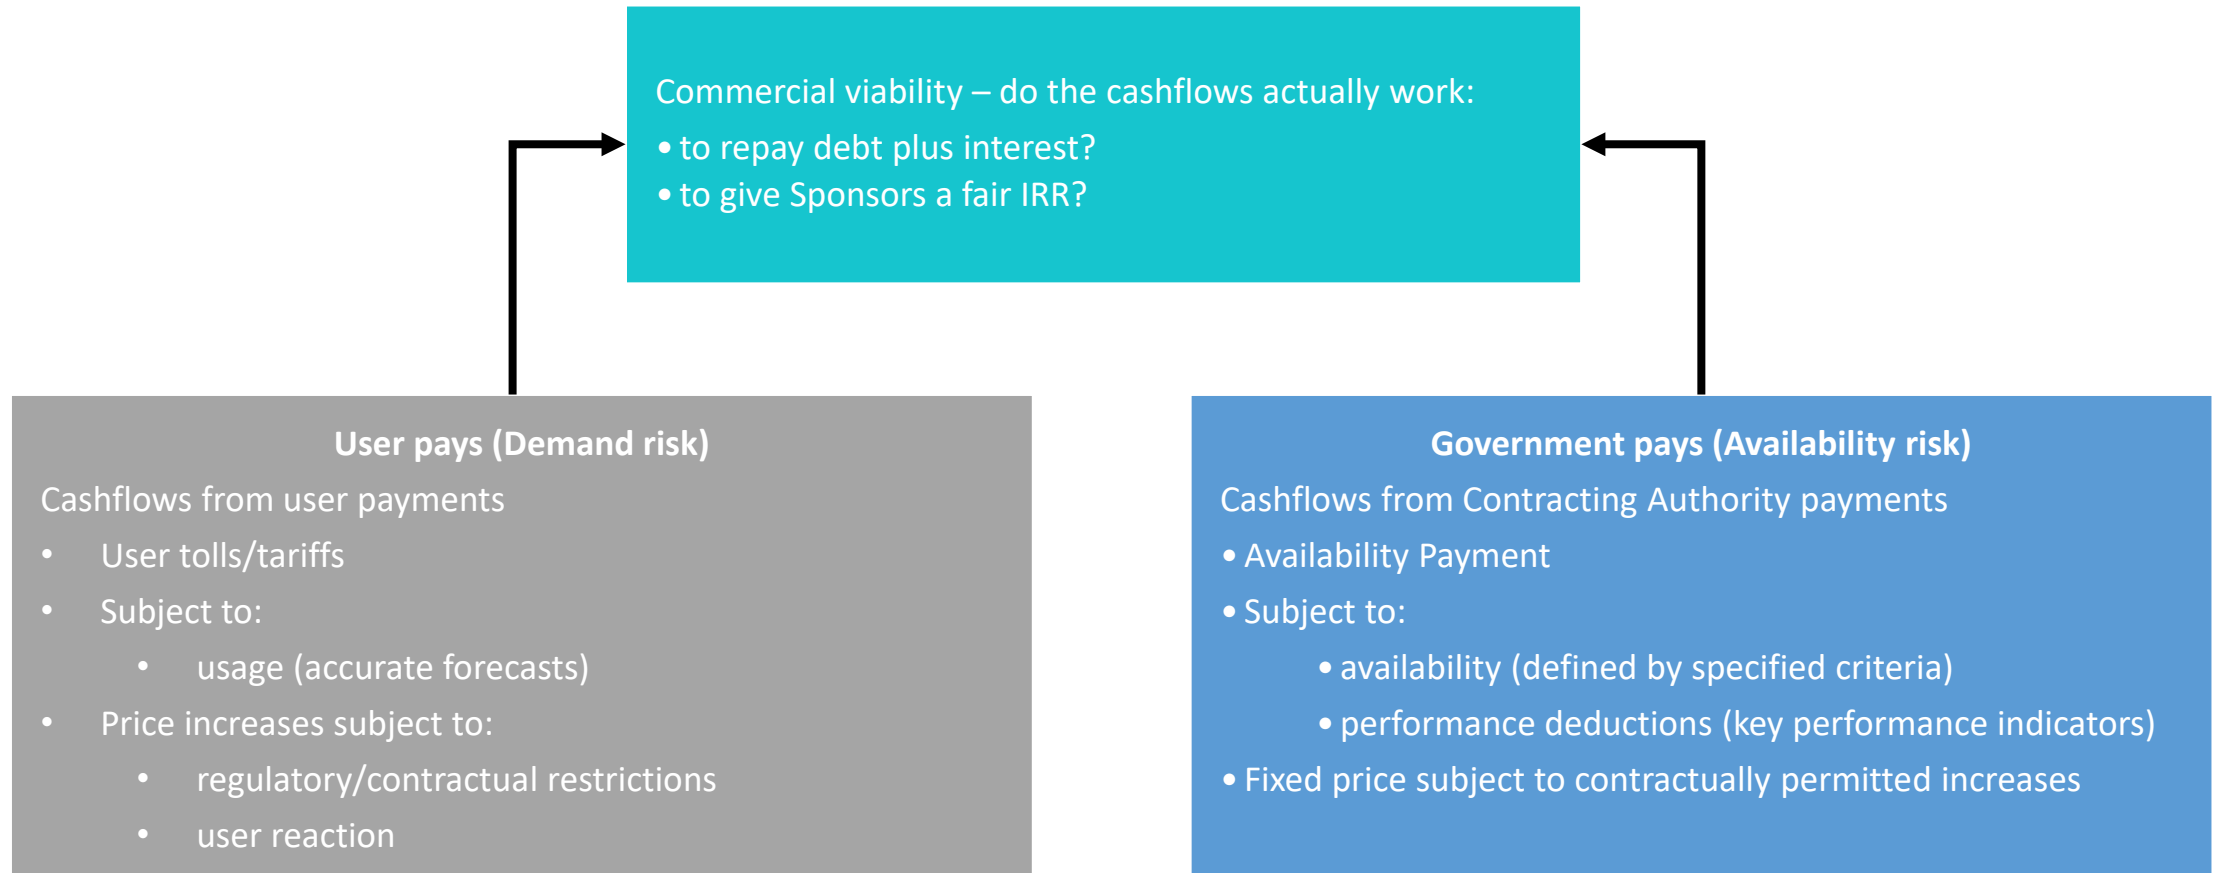 Commercial viability – do the cashflows actually work:
• to repay debt plus interest?
• to give Sponsors a fair IRR?
User pays (Demand risk)
Cashflows from user payments
• User tolls/tariffs
• Subject to:
• usage (accurate forecasts)
• Price increases subject to:
• regulatory/contractual restrictions
• user reaction
Government pays (Availability risk)
Cashflows from Contracting Authority payments
• Availability Payment
• Subject to:
• availability (defined by specified criteria)
• performance deductions (key performance indicators)
• Fixed price subject to contractually permitted increases